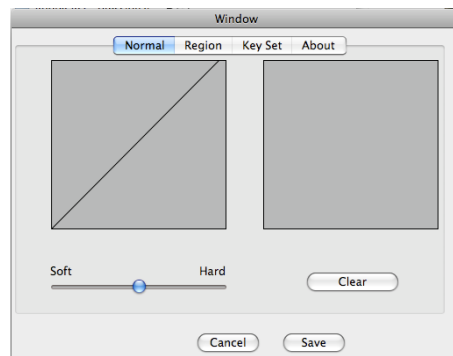 Window
Normal Region Key Set About
Soft Hard
Clear
Cancel Save